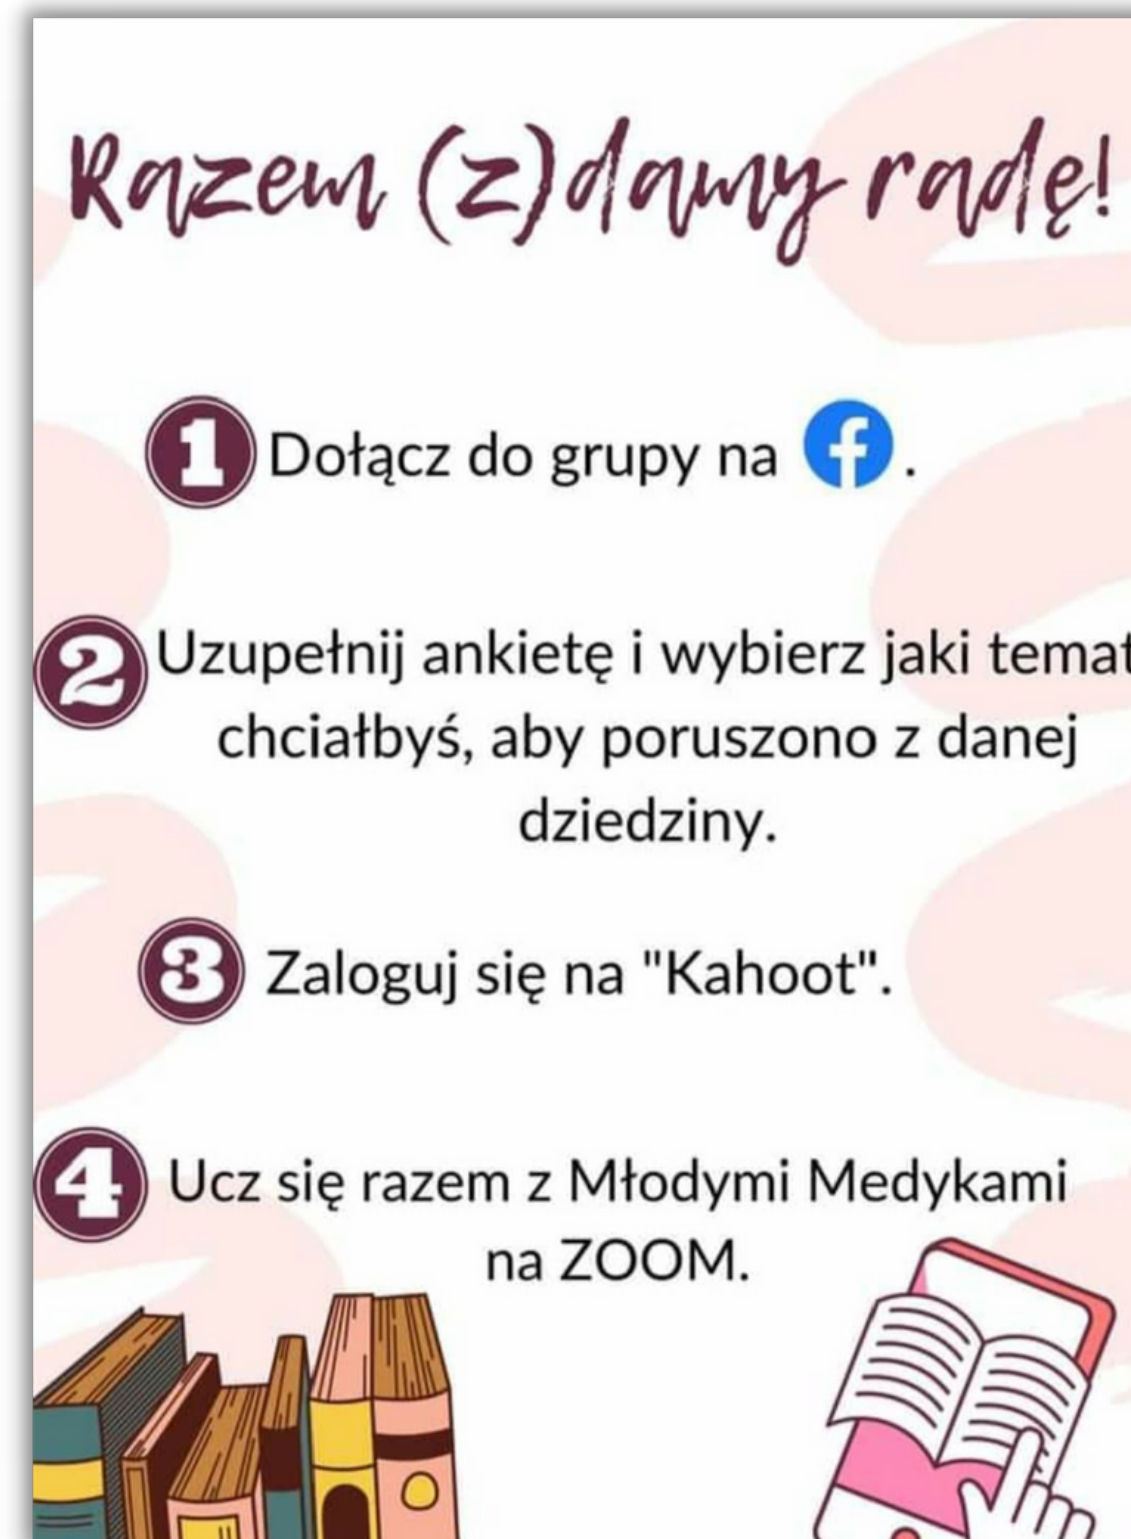 Razem (z)damy radę!
1 Dołącz do grupy na f.
2 Uzupełnij ankietę i wybierz jaki temat
chciałbyś, aby poruszono z danej
dziedziny.
3 Zaloguj się na "Kahoot".
4 Ucz się razem z Młodymi Medykami
na ZOOM.